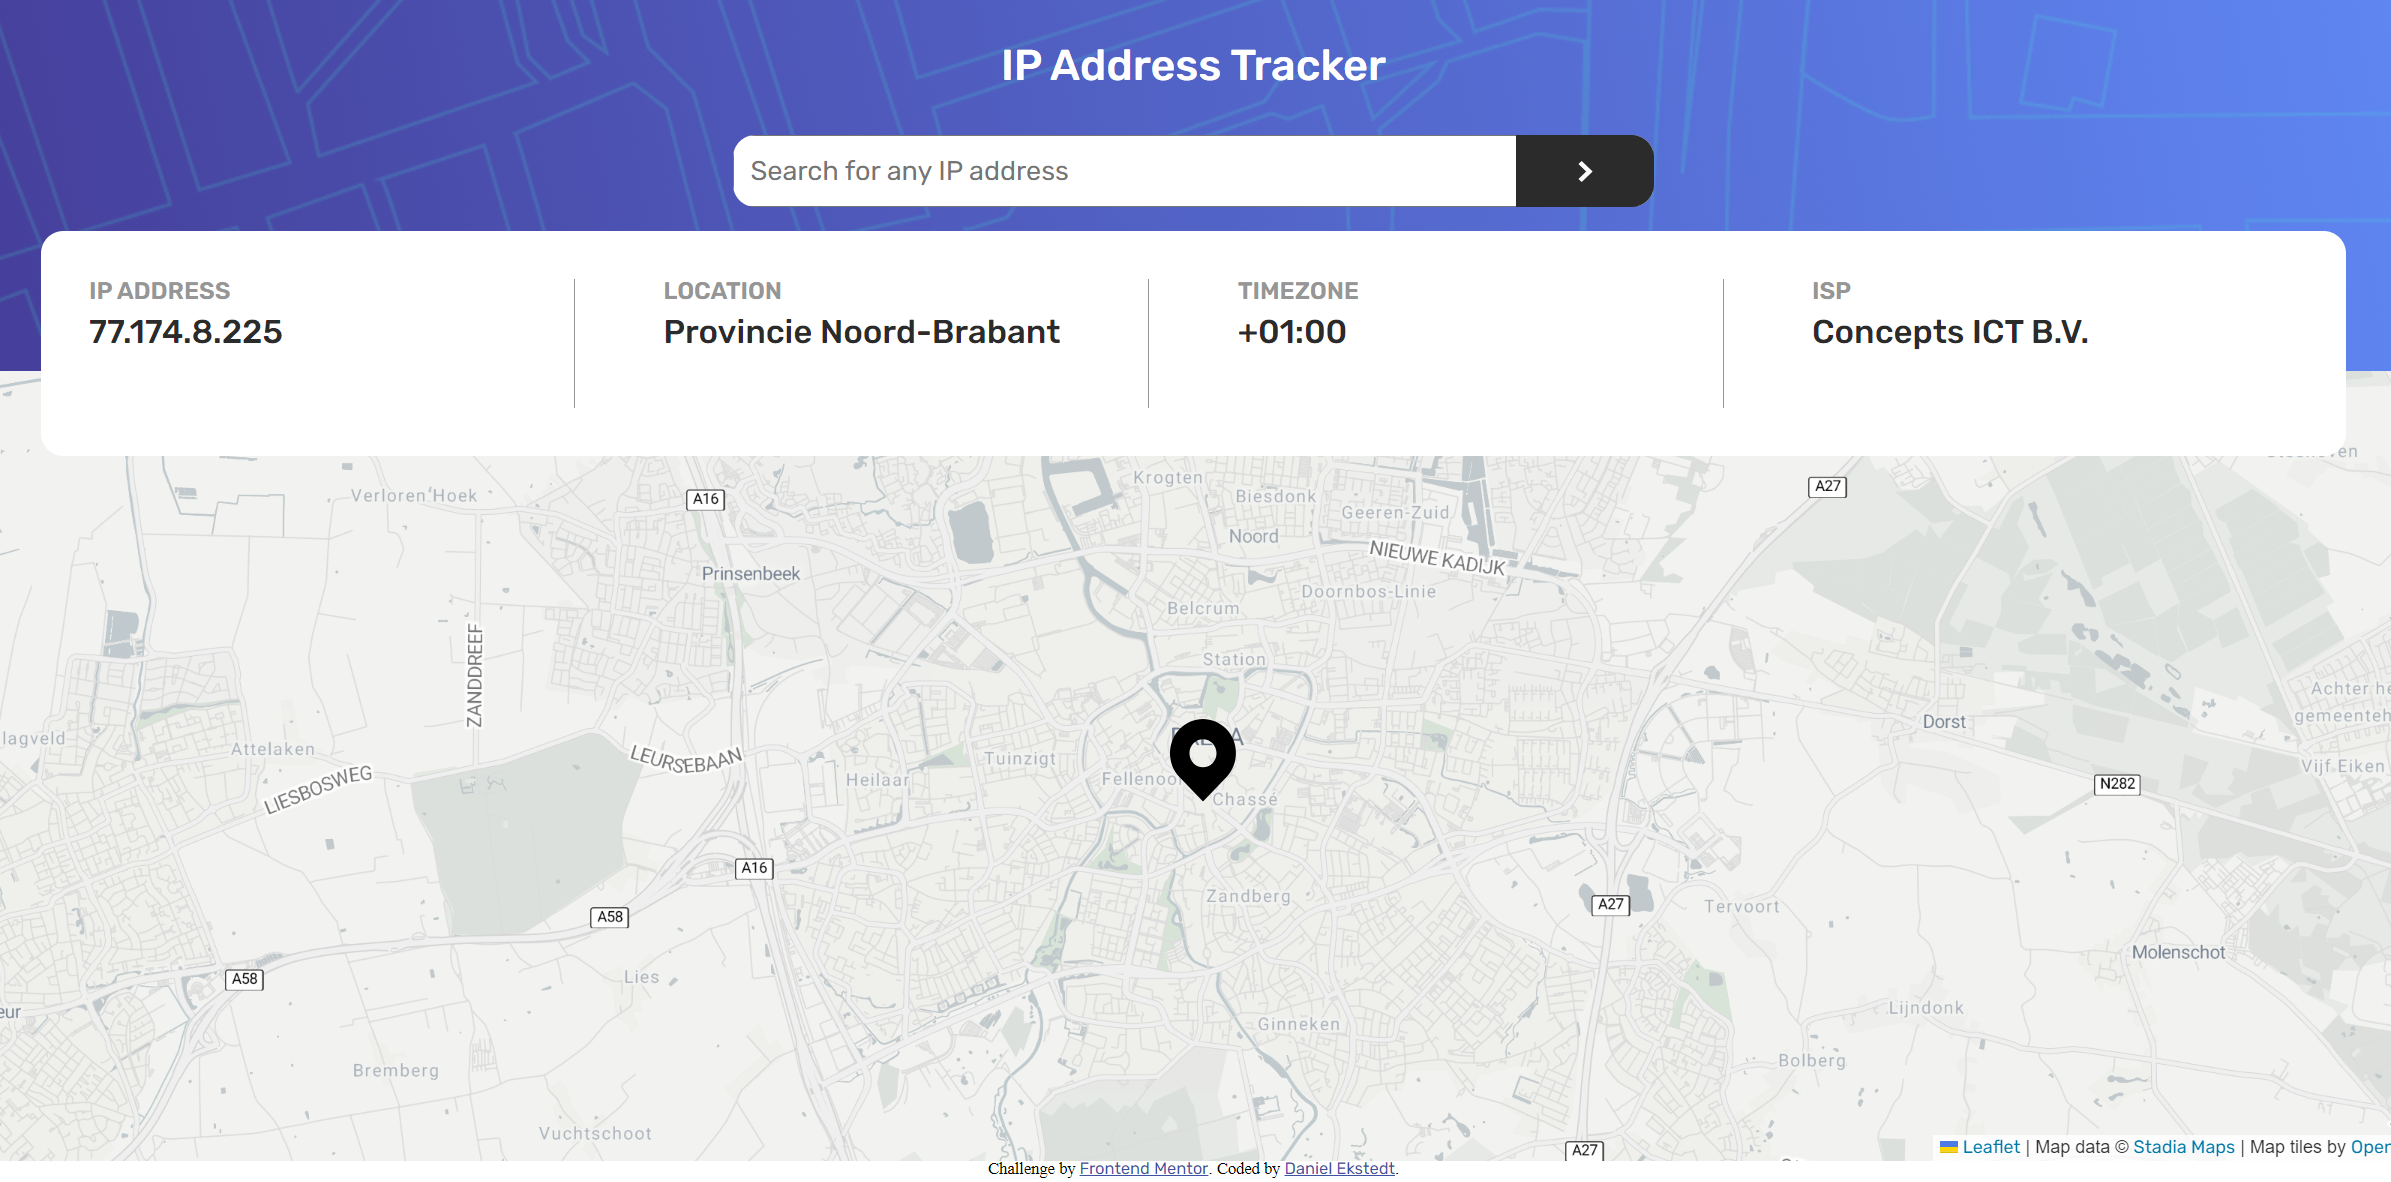 IP Address Tracker
Search for any IP address
IP ADDRESS
77.174.8.225
LOCATION
Provincie Noord-Brabant
TIMEZONE
+01:00
ISP
Concepts ICT B.V.
Krogten
Verloren Hoek
A16
Biesdonk
A27
Geeren-Zuid
Noord
NIEUWE KADIJK
Prinsenbeek
Doornbos-Linie
Belcrum
ZANDDREEF
Station
Achter he
gemeenteh
Dorst
lagveld
Attelaken
LEURSEBAAN
Tuinzigt
Heilaar
Fellenoo
Vijf Eiken
LIESBOSWEG
N282
Chassé
A16
Zandberg
A58
A27
Tervoort
Molenschot
A58
Lies
Lijndonk
eur
Ginneken
Bolberg
Bremberg
Vuchtschoot
A27
Leaflet | Map data © Stadia Maps | Map tiles by Open
Challenge by Frontend Mentor. Coded by Daniel Ekstedt.